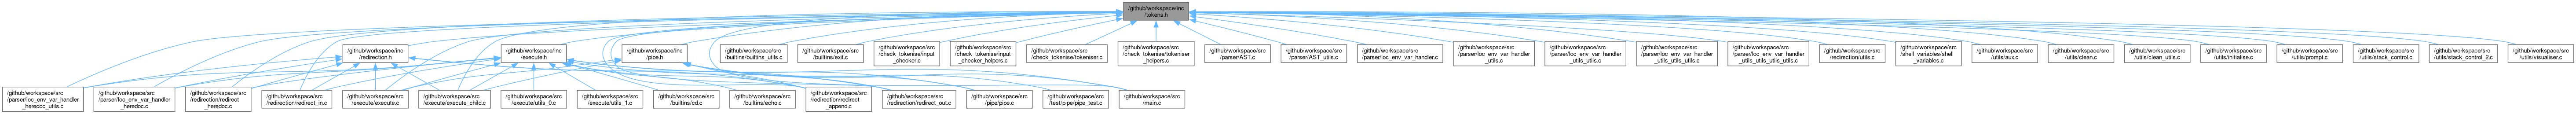 /github/workspace/inc
/tokens.h
/github/workspace/inc
/redirection.h
/github/workspace/inc
/execute.h
/github/workspace/inc
/pipe.h
/github/workspace/src
/builtins/builtins_utils.c
/github/workspace/src
/builtins/exit.c
/github/workspace/src
/check_tokenise/input
_checker.c
/github/workspace/src
/check_tokenise/input
_checker_helpers.c
/github/workspace/src
/check_tokenise/tokeniser.c
/github/workspace/src
/check_tokenise/tokeniser
_helpers.c
/github/workspace/src
/parser/AST.c
/github/workspace/src
/parser/AST_utils.c
/github/workspace/src
/parser/loc_env_var_handler.c
/github/workspace/src
/parser/loc_env_var_handler
_utils.c
/github/workspace/src
/parser/loc_env_var_handler
_utils_utils.c
/github/workspace/src
/parser/loc_env_var_handler
_utils_utils_utils.c
/github/workspace/src
/parser/loc_env_var_handler
_utils_utils_utils_utils.c
/github/workspace/src
/redirection/utils.c
/github/workspace/src
/shell_variables/shell
_variables.c
/github/workspace/src
/utils/aux.c
/github/workspace/src
/utils/clean.c
/github/workspace/src
/utils/clean_utils.c
/github/workspace/src
/utils/initialise.c
/github/workspace/src
/utils/prompt.c
/github/workspace/src
/utils/stack_control.c
/github/workspace/src
/utils/stack_control_2.c
/github/workspace/src
/utils/visualiser.c
/github/workspace/src
/parser/loc_env_var_handler
_heredoc_utils.c
/github/workspace/src
/parser/loc_env_var_handler
_heredoc.c
/github/workspace/src
/redirection/redirect
_heredoc.c
/github/workspace/src
/redirection/redirect_in.c
/github/workspace/src
/execute/execute.c
/github/workspace/src
/execute/execute_child.c
/github/workspace/src
/execute/utils_0.c
/github/workspace/src
/execute/utils_1.c
/github/workspace/src
/builtins/cd.c
/github/workspace/src
/builtins/echo.c
/github/workspace/src
/redirection/redirect
_append.c
/github/workspace/src
/redirection/redirect_out.c
/github/workspace/src
/pipe/pipe.c
/github/workspace/src
/test/pipe/pipe_test.c
/github/workspace/src
/main.c